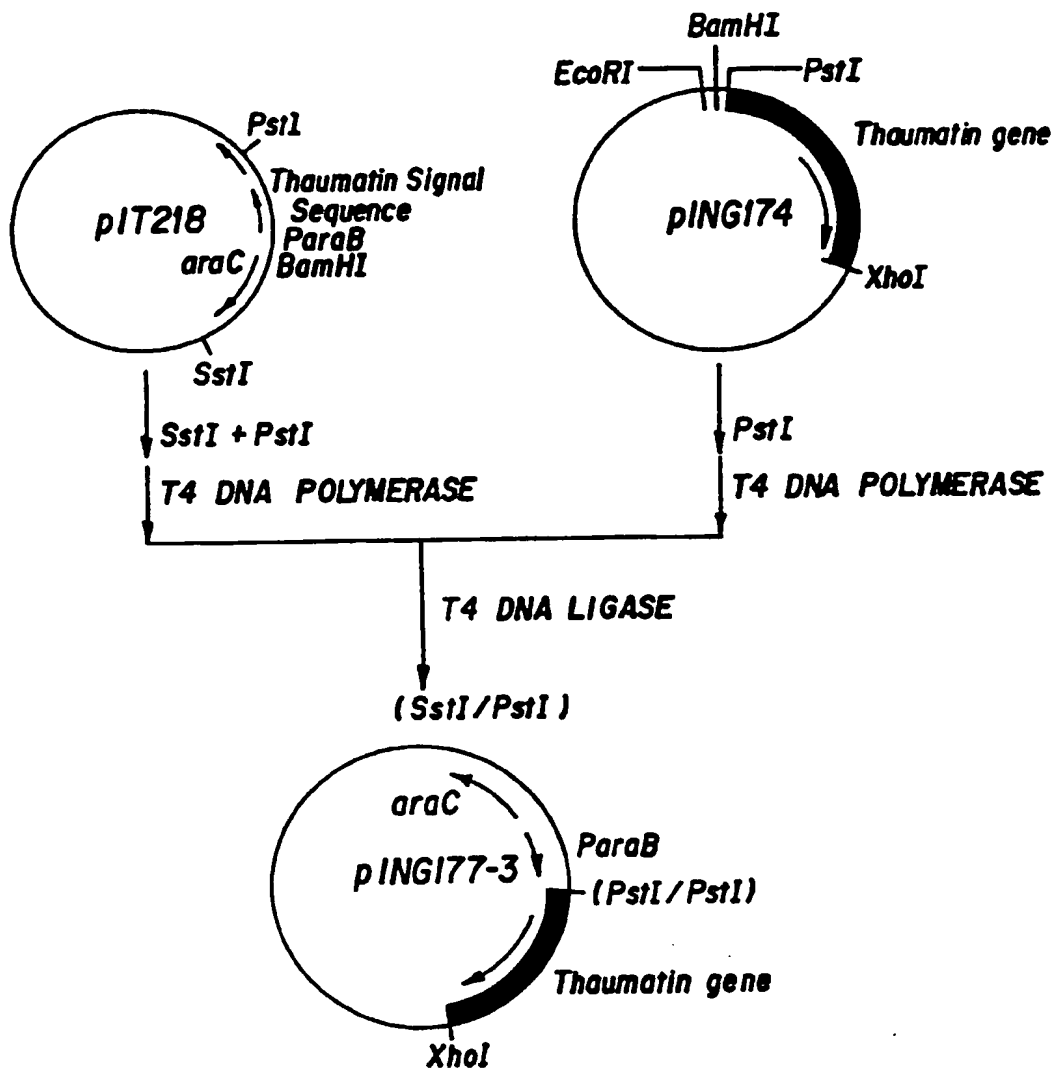 BamHI
EcoRI
PstI
PstI
Thaumatin gene
Thaumatin Signal
Sequence
pIT218
pING174
ParaB
araC
BamHI
XhoI
SstI
SstI + PstI
PstI
T4 DNA POLYMERASE
T4 DNA POLYMERASE
T4 DNA LIGASE
(SstI/PstI)
araC
ParaB
pING177-3
(PstI/PstI)
Thaumatin gene
XhoI